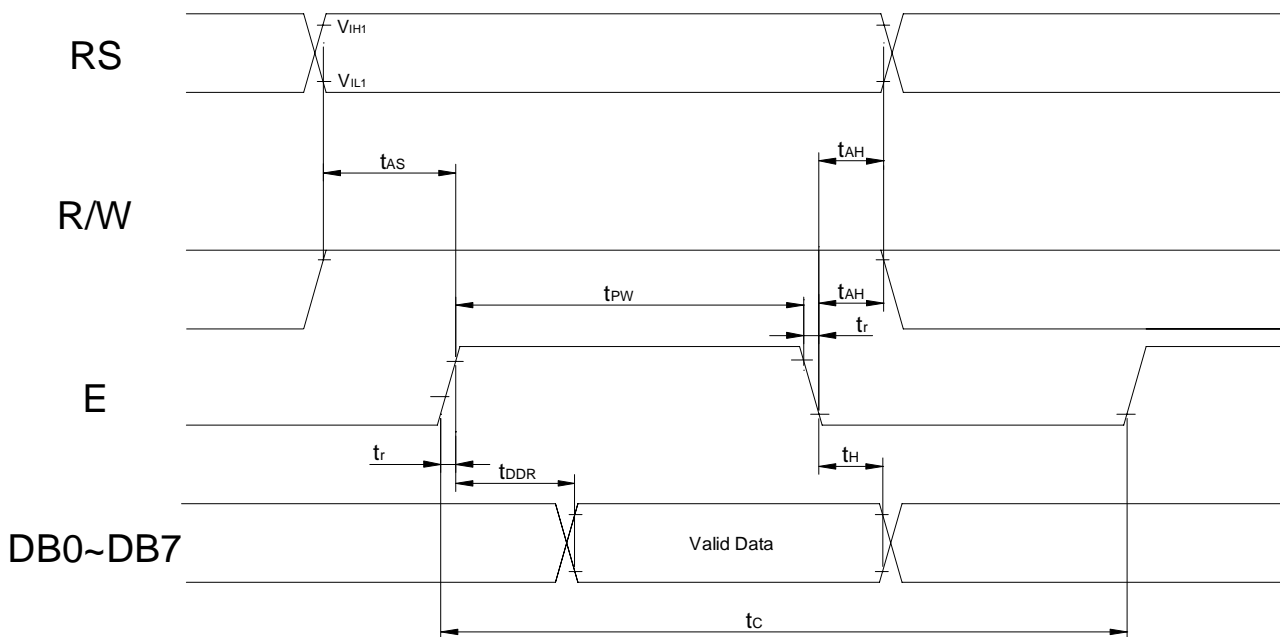 RS
VIH1
VIL1
tAS
tAH
R/W
tPW
tAH
tr
E
tr
tDDR
tH
DB0~DB7
Valid Data
tC